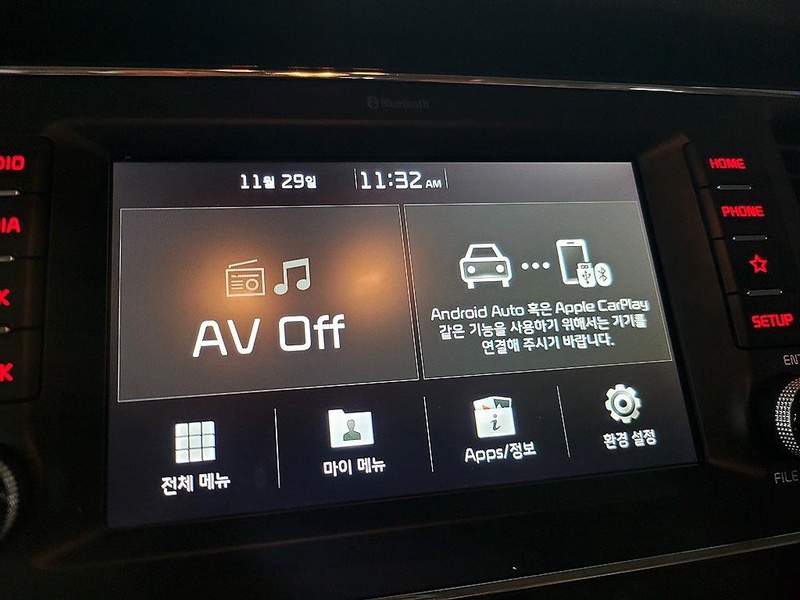 Bluetooth
11월 29일 11:32 AM
AV Off
Android Auto 혹은 Apple CarPlay
같은 기능을 사용하기 위해서는 기기를
연결해 주시기 바랍니다.
전체 메뉴
마이 메뉴
Apps/정보
환경 설정
HOME
PHONE
SETUP
FILE